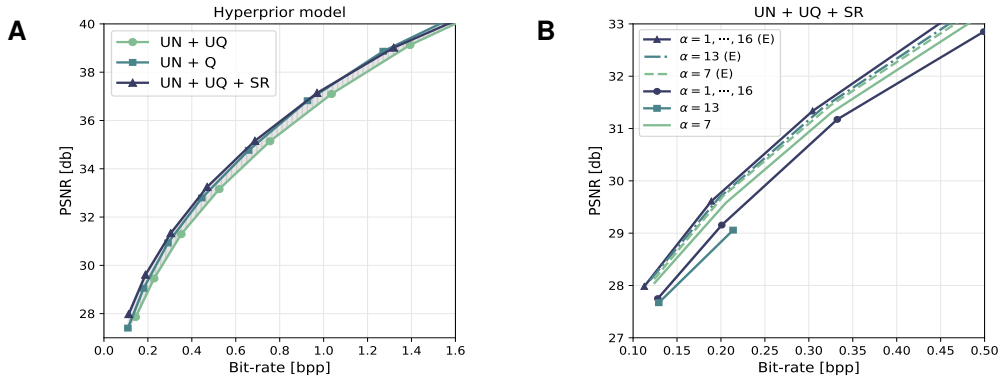 A
Hyperprior model
UN + UQ
UN + Q
UN + UQ + SR
PSNR [db]
40
38
36
34
32
30
28
0.0 0.2 0.4 0.6 0.8 1.0 1.2 1.4 1.6
Bit-rate [bpp]
B
UN + UQ + SR
α = 1, ···, 16 (E)
α = 13 (E)
α = 7 (E)
α = 1, ···, 16
α = 13
α = 7
PSNR [db]
33
32
31
30
29
28
27
0.10 0.15 0.20 0.25 0.30 0.35 0.40 0.45 0.50
Bit-rate [bpp]